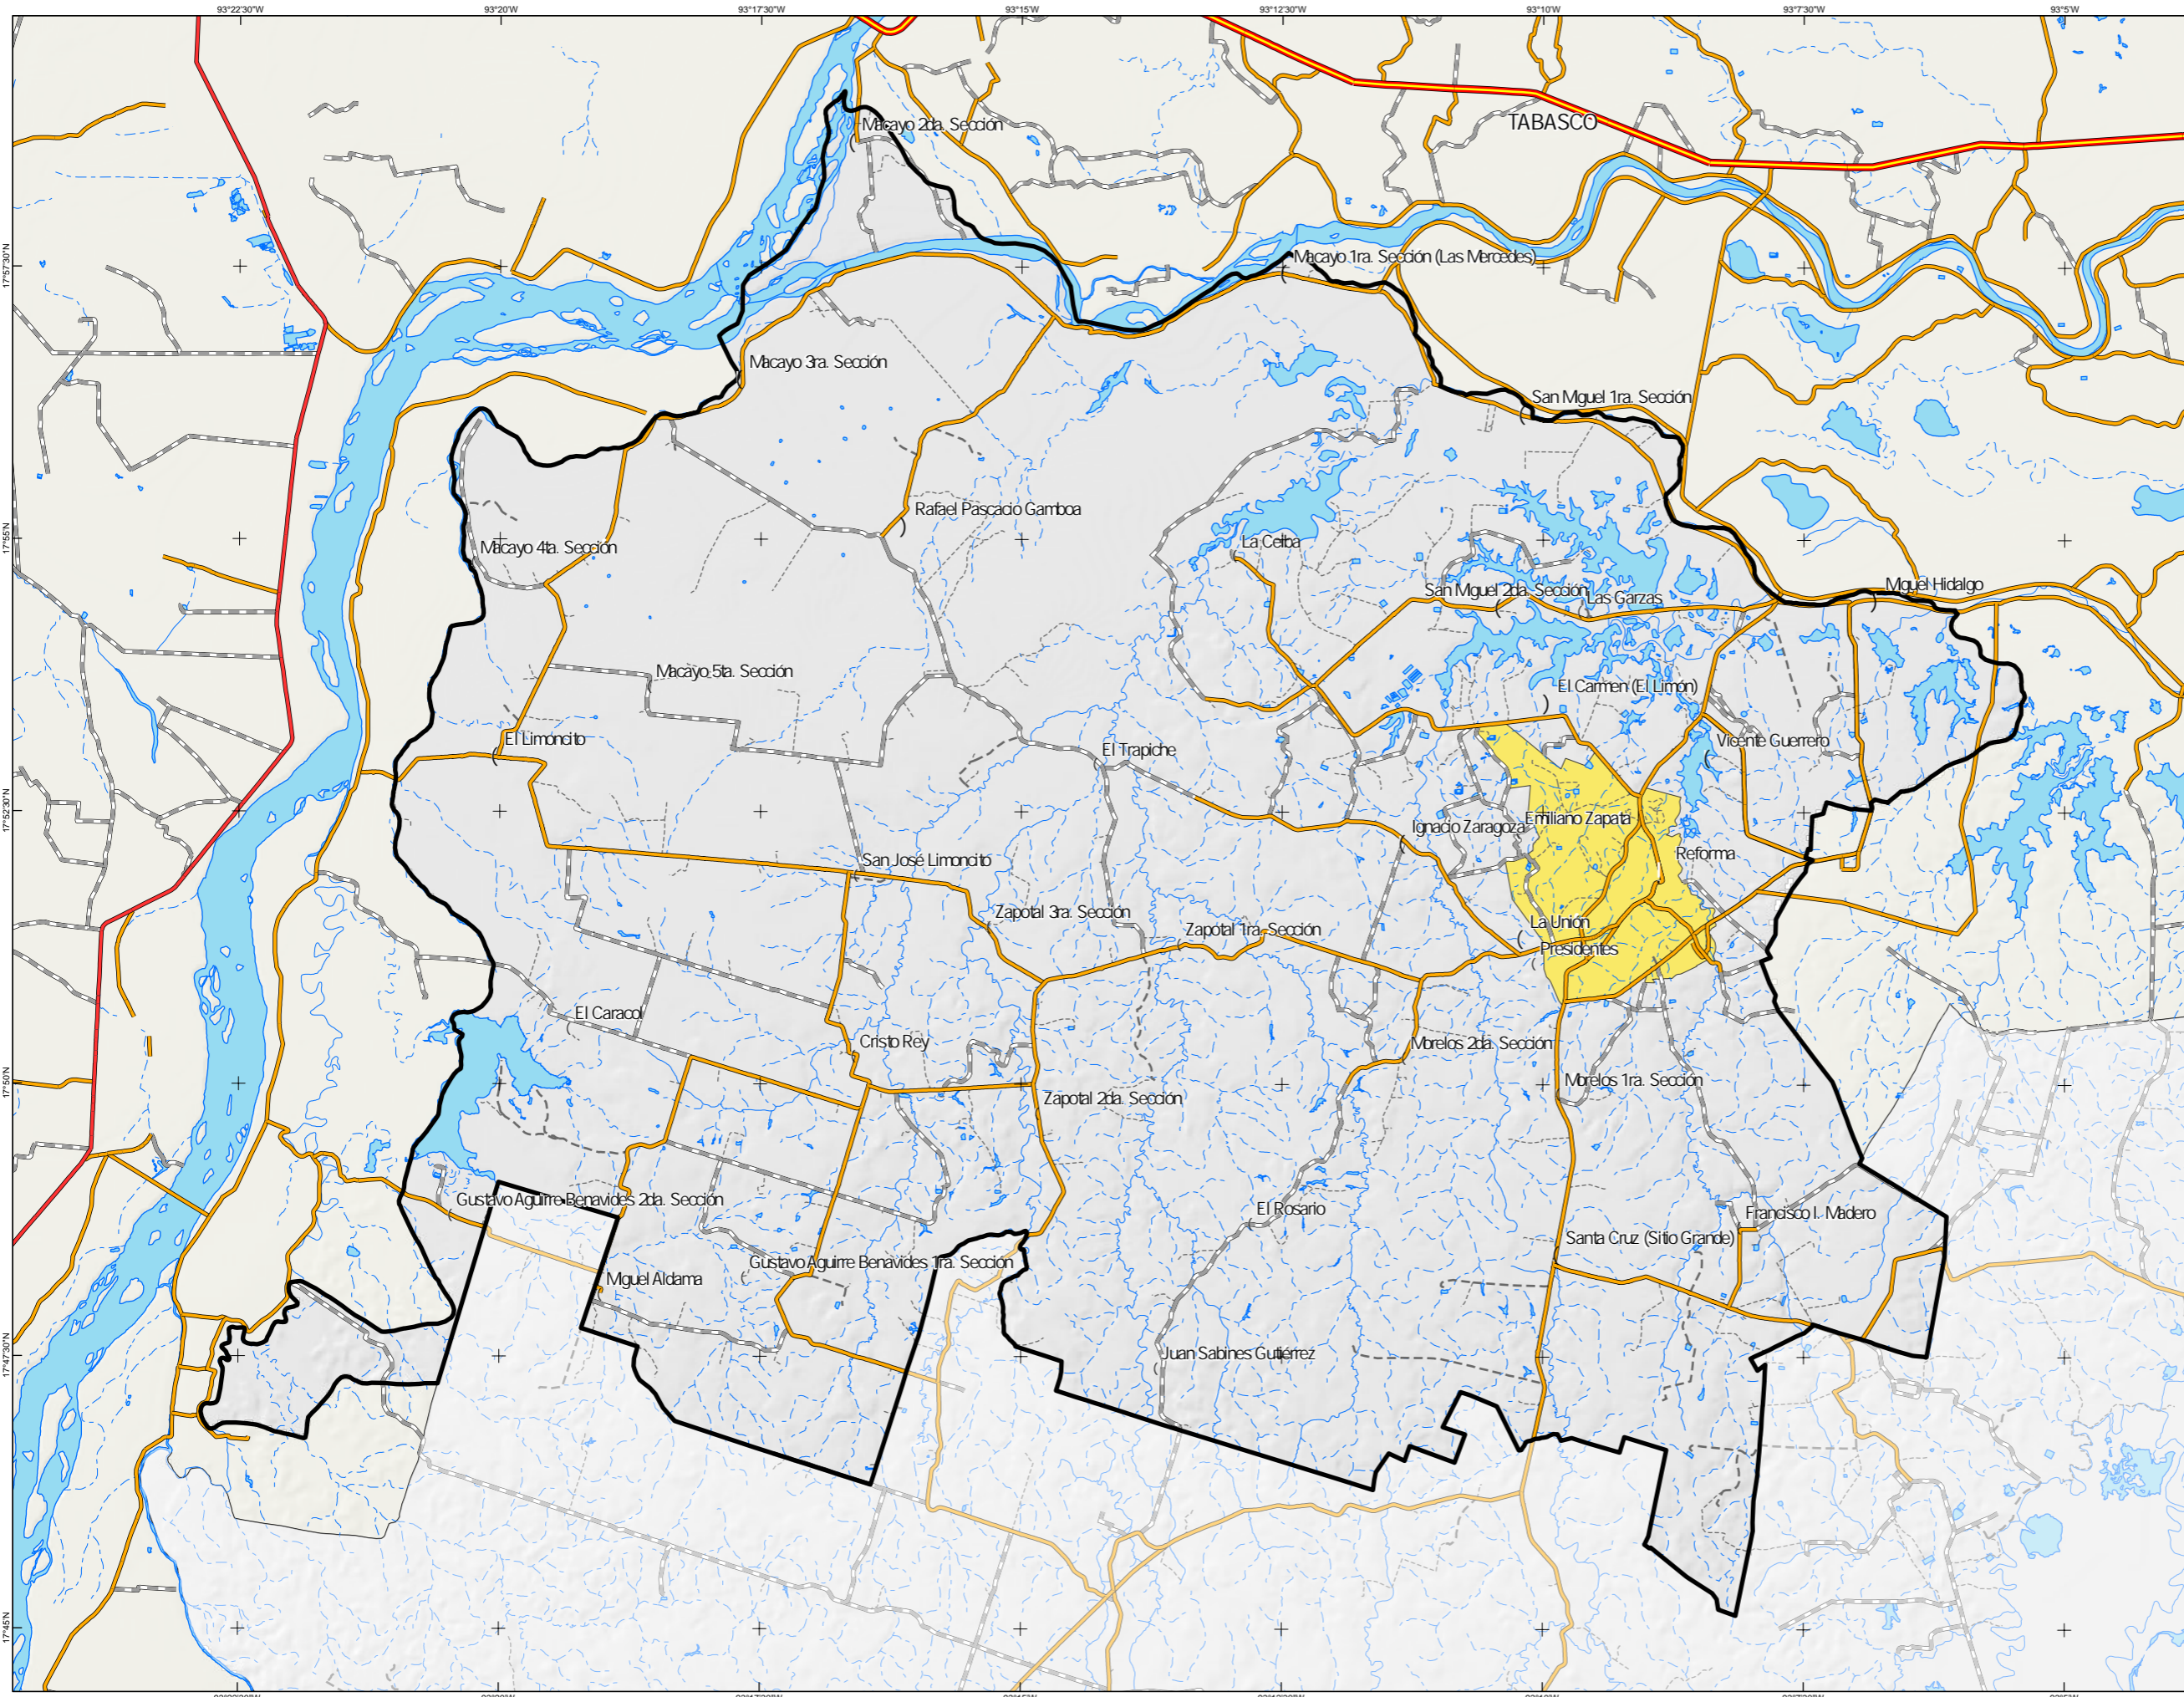 93°22'30"W
93°20'W
93°17'30"W
93°15'W
93°12'30"W
93°10'W
93°7'30"W
93°5'W
TABASCO
Macayo 2da. Sección
17°57'30"N
Macayo 1ra. Sección (Las Mercedes)
Macayo 3ra. Sección
San Miguel 1ra. Sección
Rafael Pascacio Gamboa
17°55'N
La Ceiba
Macayo 4ta. Sección
Miguel Hidalgo
San Miguel 2da. Sección
Las Garzas
Macayo 5ta. Sección
El Carmen (El Limón)
El Limoncito
Vicente Guerrero
El Trapiche
17°52'30"N
Emiliano Zapata
Ignacio Zaragoza
Reforma
San José Limoncito
Zapotal 3ra. Sección
La Unión
Zapotal 1ra. Sección
Presidentes
El Caracol
Cristo Rey
Morelos 2da. Sección
17°50'N
Morelos 1ra. Sección
Zapotal 2da. Sección
Gustavo Aguirre Benavides 2da. Sección
El Rosario
Francisco I. Madero
Santa Cruz (Sitio Grande)
Gustavo Aguirre Benavides 1ra. Sección
Miguel Aldama
17°47'30"N
Juan Sabines Gutiérrez
17°45'N